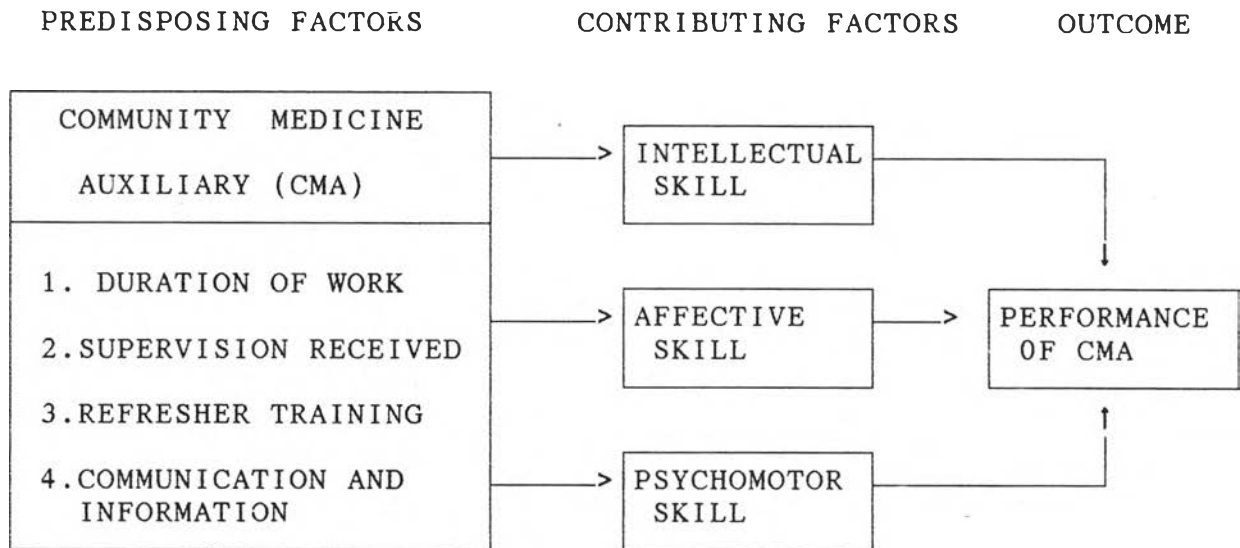 PREDISPOSING FACTORS
CONTRIBUTING FACTORS
OUTCOME
COMMUNITY MEDICINE
AUXILIARY (CMA)
1. DURATION OF WORK
2.SUPERVISION RECEIVED
3.REFRESHER TRAINING
4.COMMUNICATION AND
INFORMATION
INTELLECTUAL
SKILL
AFFECTIVE
SKILL
PSYCHOMOTOR
SKILL
PERFORMANCE
OF CMA